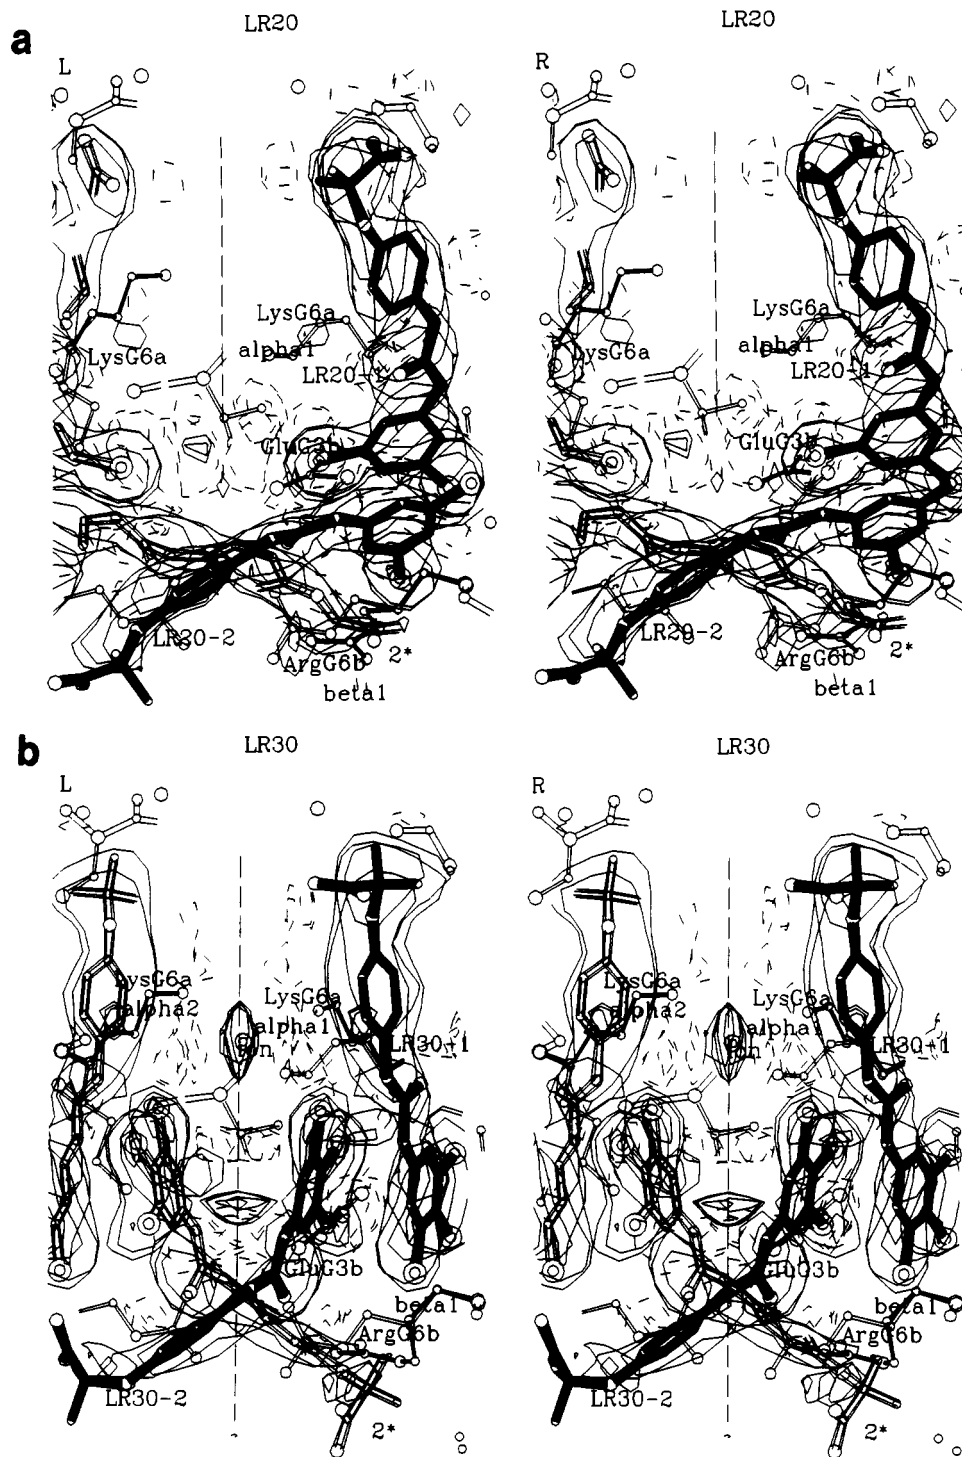 a
LR20
LR20
L
R
LysG6a
LysG6a
alpha1
LR20-1
GluG3b
LR20-2
ArgG6b
2*
beta1
LysG6a
LysG6a
alpha1
LR20-1
GluG3b
LR20-2
ArgG6b
2*
beta1
b
LR30
LR30
L
R
LysG6a
alpha2
LysG6a
alpha1
LR30-1
GluG3b
beta1
ArgG6b
LR30-2
2*
LysG6a
alpha2
LysG6a
alpha1
LR30-1
GluG3b
beta1
ArgG6b
LR30-2
2*